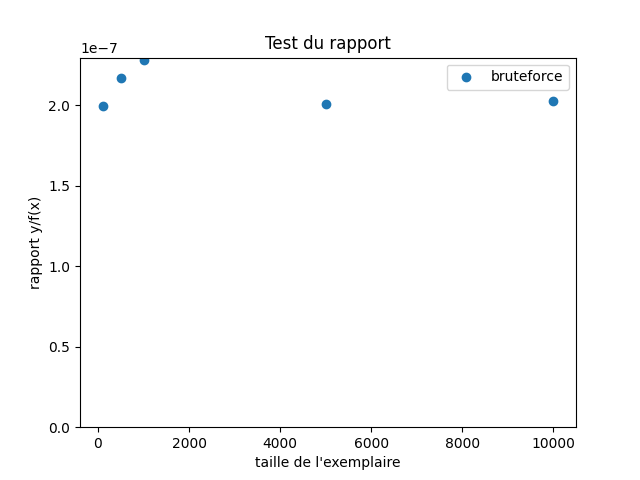 Test du rapport
1e−7
bruteforce
2.0
1.5
1.0
0.5
0.0
rapport y/f(x)
0 2000 4000 6000 8000 10000
taille de l'exemplaire